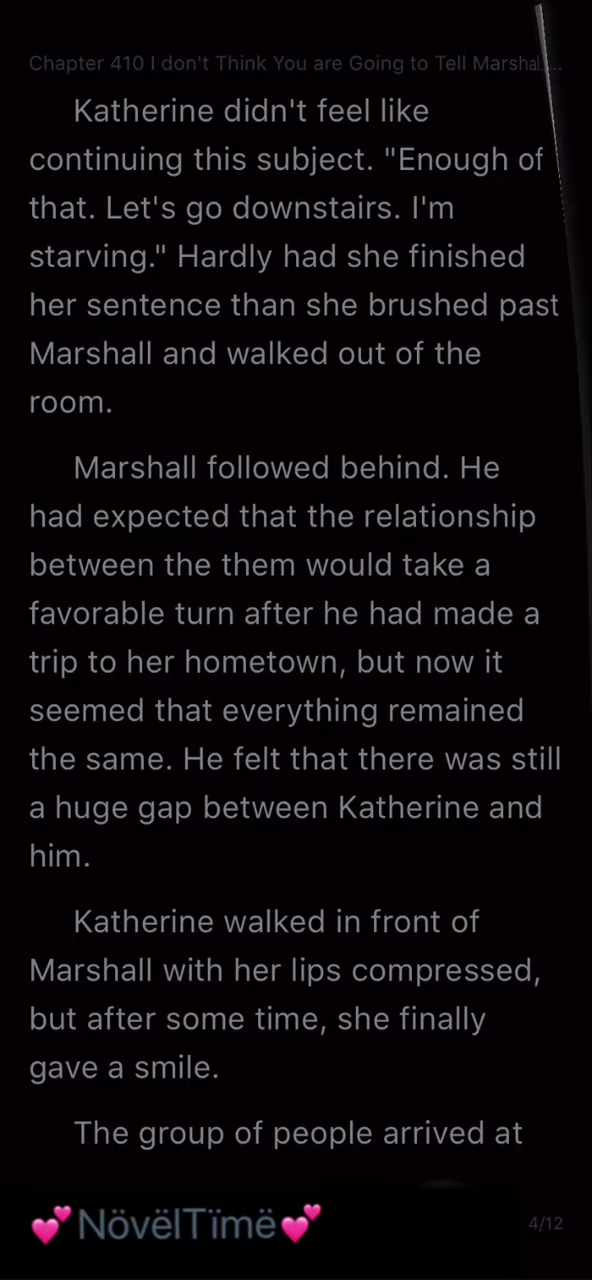 Chapter 410 I don't Think You are Going to Tell Marshal...
Katherine didn't feel like
continuing this subject. "Enough of
that. Let's go downstairs. I'm
starving." Hardly had she finished
her sentence than she brushed past
Marshall and walked out of the
room.
Marshall followed behind. He
had expected that the relationship
between the them would take a
favorable turn after he had made a
trip to her hometown, but now it
seemed that everything remained
the same. He felt that there was still
a huge gap between Katherine and
him.
Katherine walked in front of
Marshall with her lips compressed,
but after some time, she finally
gave a smile.
The group of people arrived at
💕NövëlTïmë💕
4/12